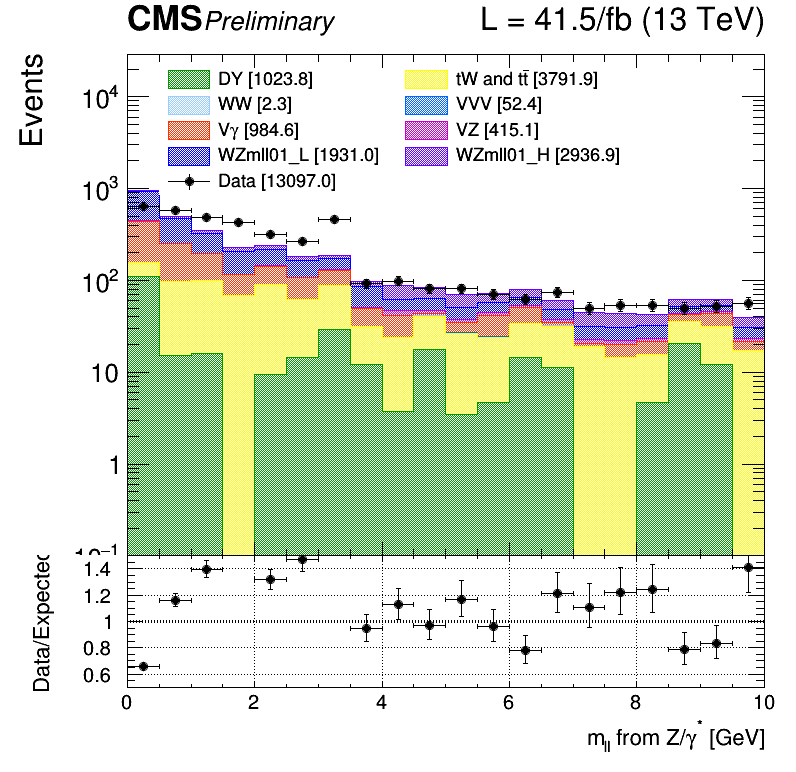 CMS Preliminary L = 41.5/fb (13 TeV)
Events
DY [1023.8] tW and tt̄ [3791.9]
WW [2.3] VVV [52.4]
Vγ [984.6] VZ [415.1]
WZmll01_L [1931.0] WZmll01_H [2936.9]
Data [13097.0]
10⁴
10³
10²
10
1
10⁻¹
Data/Expected
1.4
1.2
1
0.8
0.6
0 2 4 6 8 10
m_ll from Z/γ* [GeV]